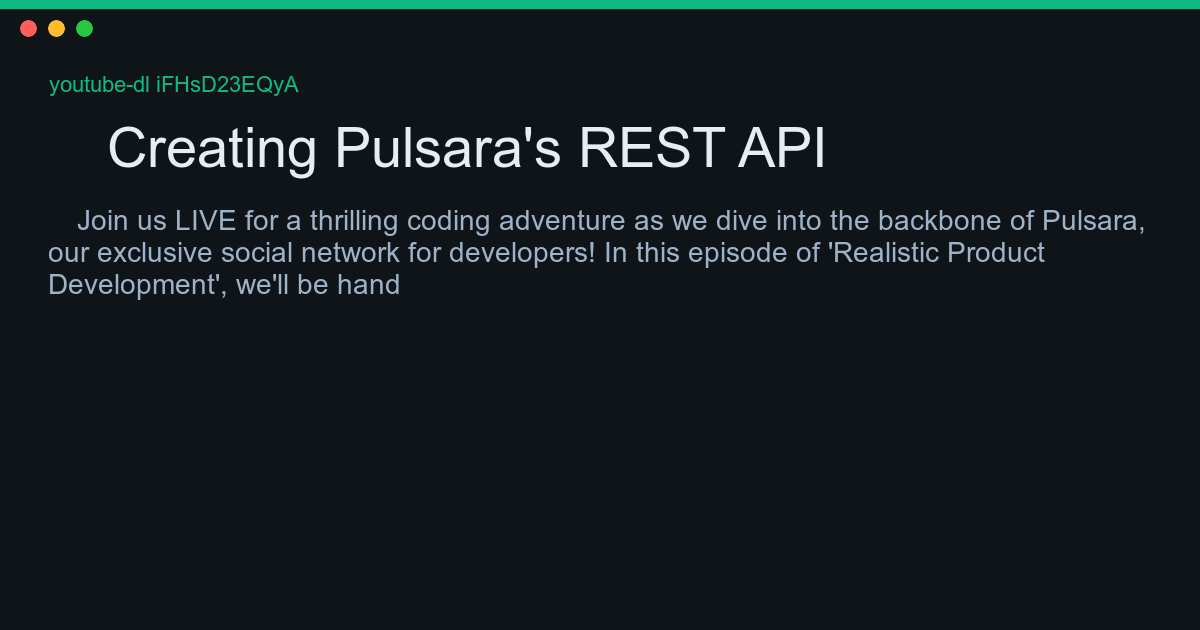 youtube-dl iFHsD23EQyA
Creating Pulsara's REST API
Join us LIVE for a thrilling coding adventure as we dive into the backbone of Pulsara,
our exclusive social network for developers! In this episode of 'Realistic Product
Development', we'll be hand